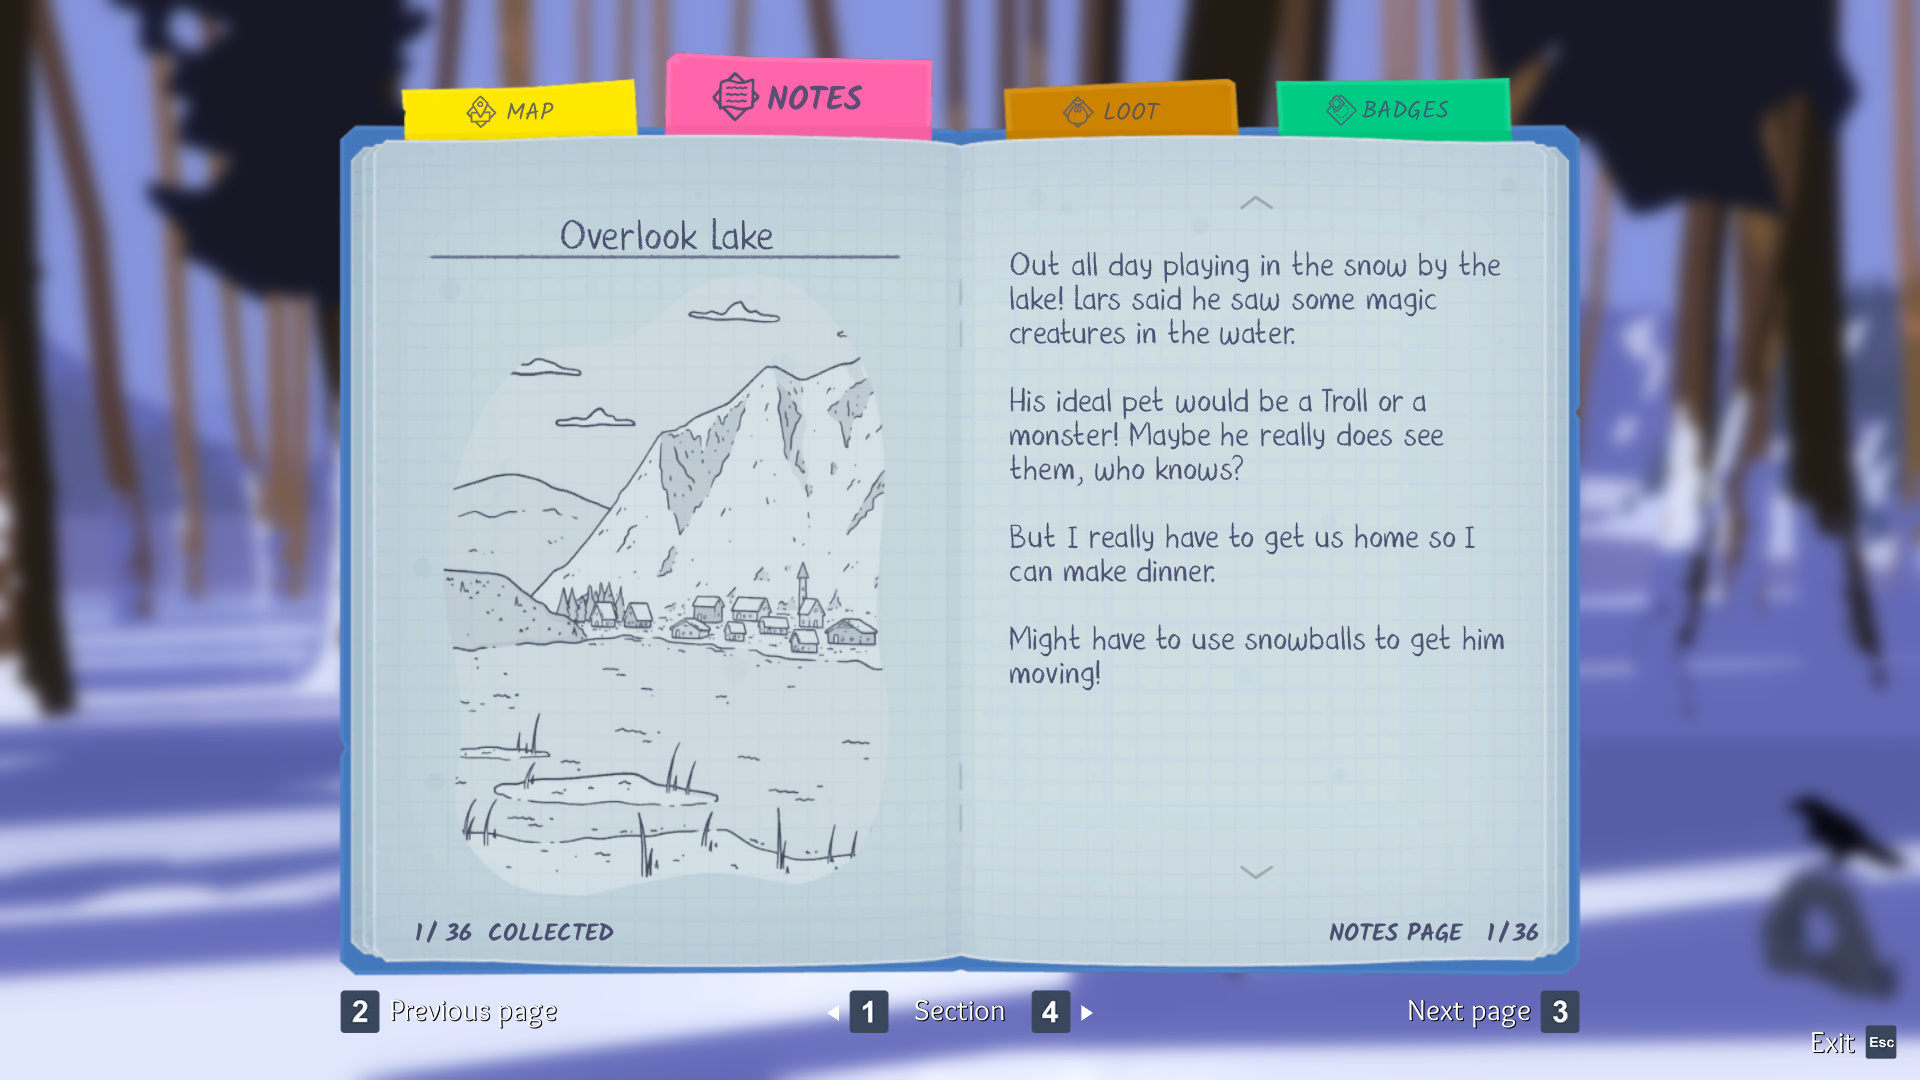 MAP
NOTES
LOOT
BADGES
Overlook Lake
Out all day playing in the snow by the
lake! Lars said he saw some magic
creatures in the water.
His ideal pet would be a Troll or a
monster! Maybe he really does see
them, who knows?
But I really have to get us home so I
can make dinner.
Might have to use snowballs to get him
moving!
1/36 COLLECTED
NOTES PAGE 1/36
2 Previous page
1 Section 4
Next page 3
Exit Esc